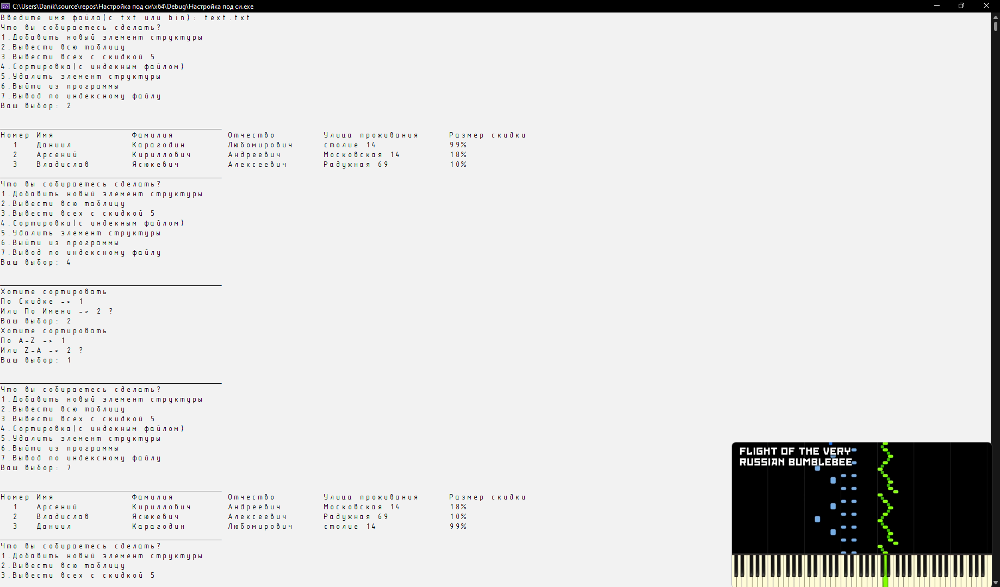 C:\Users\Danik\source\repos\Настройка под си\x64\Debug\Настройка под си.exe
Введите имя файла(с txt или bin): text.txt
Что вы собираетесь сделать?
1.Добавить новый элемент структуры
2.Вывести всю таблицу
3.Вывести всех с скидкой 5
4.Сортировка(с индекным файлом)
5.Удалить элемент структуры
6.Выйти из программы
7.Вывод по индексному файлу
Ваш выбор: 2
Номер Имя Фамилия Отчество Улица проживания Размер скидки
1 Даниил Карагодин Любомирович столие 14 99%
2 Арсений Кириллович Андреевич Московская 14 18%
3 Владислав Ясюкевич Алексеевич Радужная 69 10%
Что вы собираетесь сделать?
1.Добавить новый элемент структуры
2.Вывести всю таблицу
3.Вывести всех с скидкой 5
4.Сортировка(с индекным файлом)
5.Удалить элемент структуры
6.Выйти из программы
7.Вывод по индексному файлу
Ваш выбор: 4
Хотите сортировать
По Скидке -> 1
Или По Имени -> 2 ?
Ваш выбор: 2
Хотите сортировать
По A-Z -> 1
Или Z-A -> 2 ?
Ваш выбор: 1
Что вы собираетесь сделать?
1.Добавить новый элемент структуры
2.Вывести всю таблицу
3.Вывести всех с скидкой 5
4.Сортировка(с индекным файлом)
5.Удалить элемент структуры
6.Выйти из программы
7.Вывод по индексному файлу
Ваш выбор: 7
Номер Имя Фамилия Отчество Улица проживания Размер скидки
1 Арсений Кириллович Андреевич Московская 14 18%
2 Владислав Ясюкевич Алексеевич Радужная 69 10%
3 Даниил Карагодин Любомирович столие 14 99%
Что вы собираетесь сделать?
1.Добавить новый элемент структуры
2.Вывести всю таблицу
3.Вывести всех с скидкой 5
FLIGHT OF THE VERY
RUSSIAN BUMBLEBEE